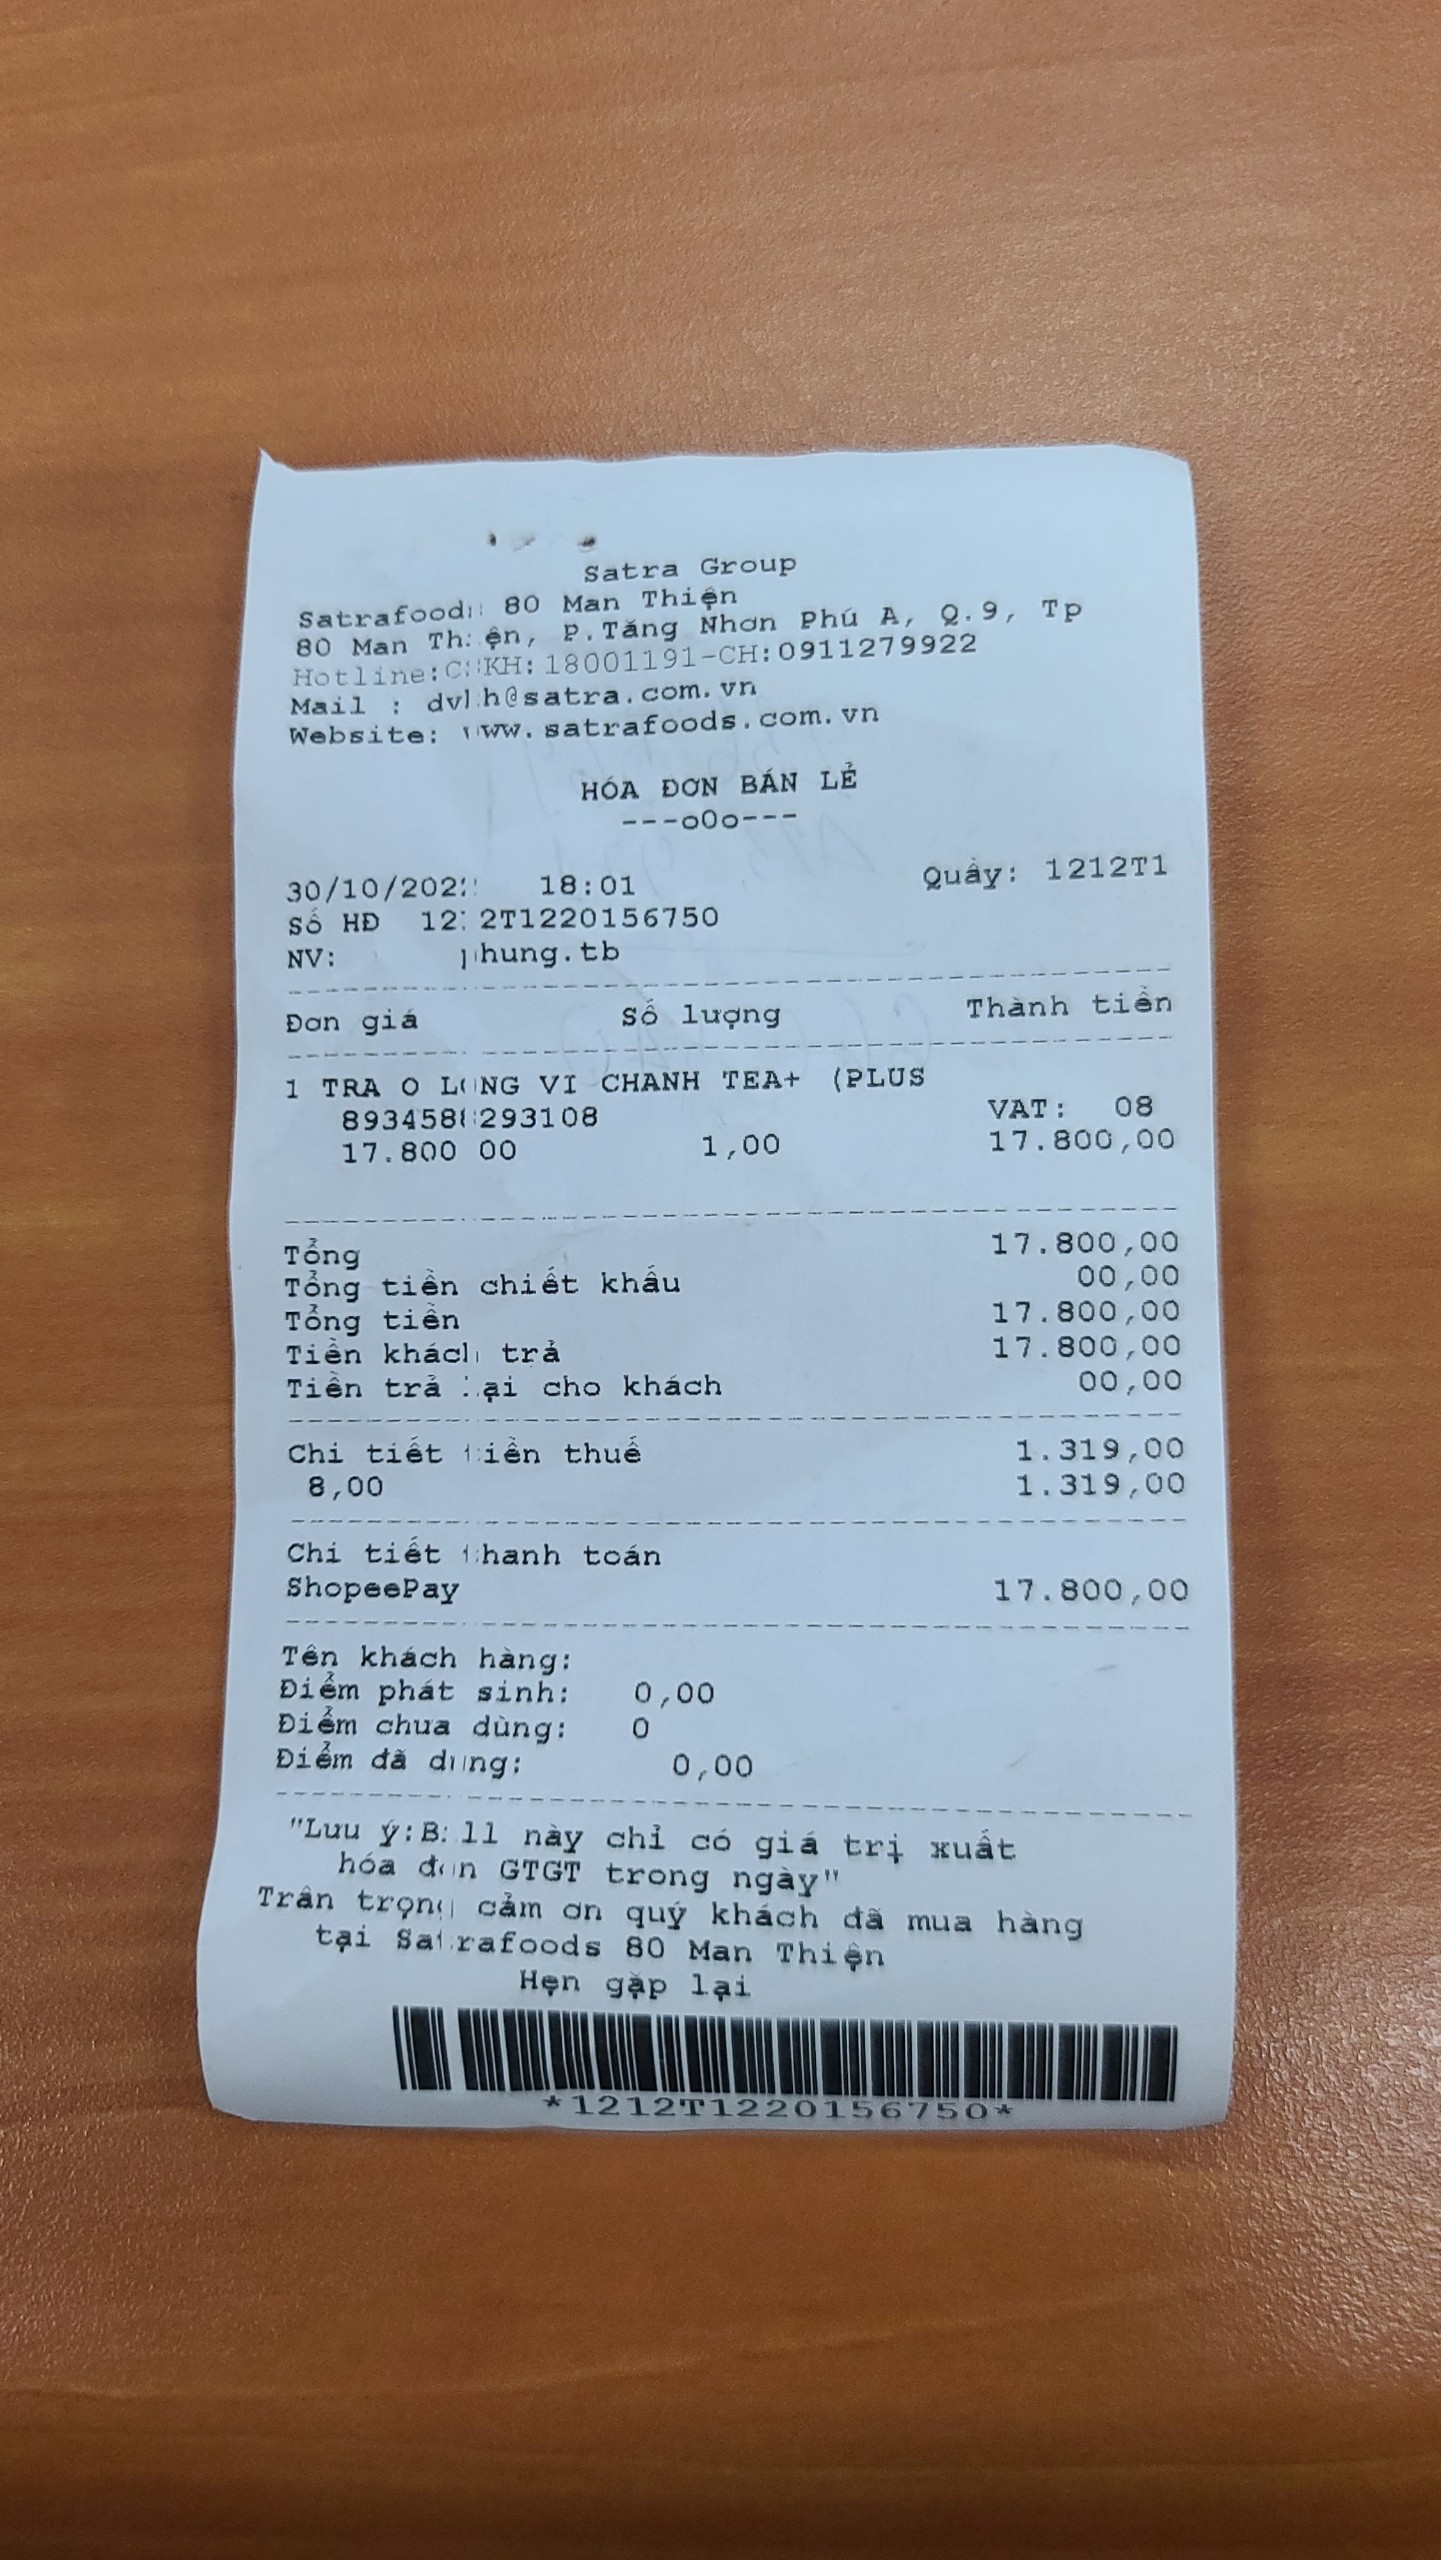 Satra Group
Satrafoods 80 Man Thiện
80 Man Thiện, P.Tăng Nhơn Phú A, Q.9, Tp
Hotline:CSKH:18001191-CH:0911279922
Mail : dvkh@satra.com.vn
Website: www.satrafoods.com.vn
HÓA ĐƠN BÁN LẺ
---oOo---
30/10/2022 18:01 Quầy: 1212T1
Số HĐ 1212T1220156750
NV: phung.tb
Đơn giá Số lượng Thành tiền
1 TRA O LONG VI CHANH TEA+ (PLUS
8934588293108 VAT: 08
17.800 00 1,00 17.800,00
Tổng 17.800,00
Tổng tiền chiết khấu 00,00
Tổng tiền 17.800,00
Tiền khách trả 17.800,00
Tiền trả lại cho khách 00,00
Chi tiết tiền thuế 1.319,00
8,00 1.319,00
Chi tiết thanh toán
ShopeePay 17.800,00
Tên khách hàng:
Điểm phát sinh: 0,00
Điểm chưa dùng: 0
Điểm đã dùng: 0,00
"Lưu ý:Bill này chỉ có giá trị xuất
hóa đơn GTGT trong ngày"
Trân trọng cảm ơn quý khách đã mua hàng
tại Satrafoods 80 Man Thiện
Hẹn gặp lại
*1212T1220156750*